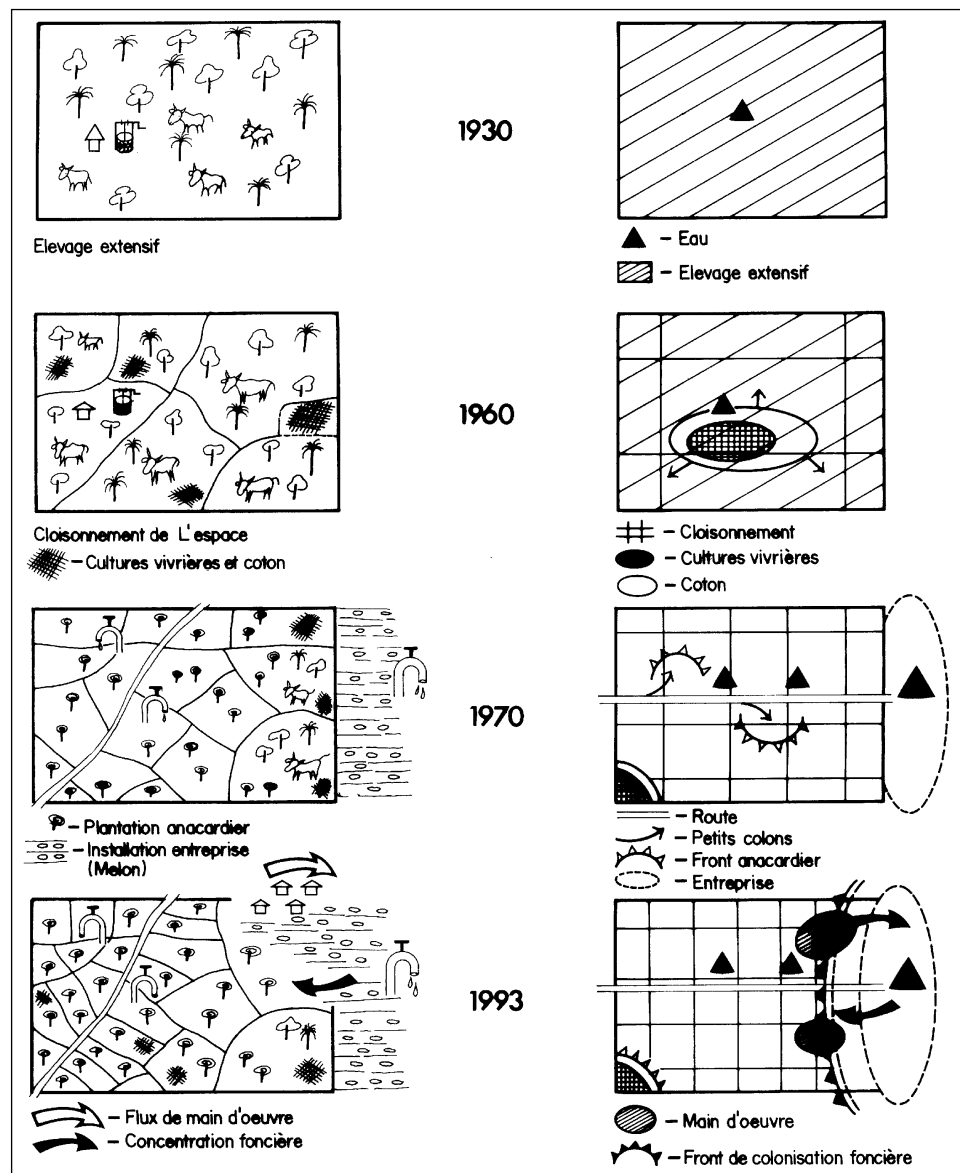 1930
Elevage extensif
▲ – Eau
– Elevage extensif
1960
Cloisonnement de L'espace
– Cultures vivrières et coton
– Cloisonnement
– Cultures vivrières
– Coton
1970
– Plantation anacardier
– Installation entreprise
(Melon)
– Route
– Petits colons
– Front anacardier
– Entreprise
1993
– Flux de main d'oeuvre
– Concentration foncière
– Main d'oeuvre
– Front de colonisation foncière